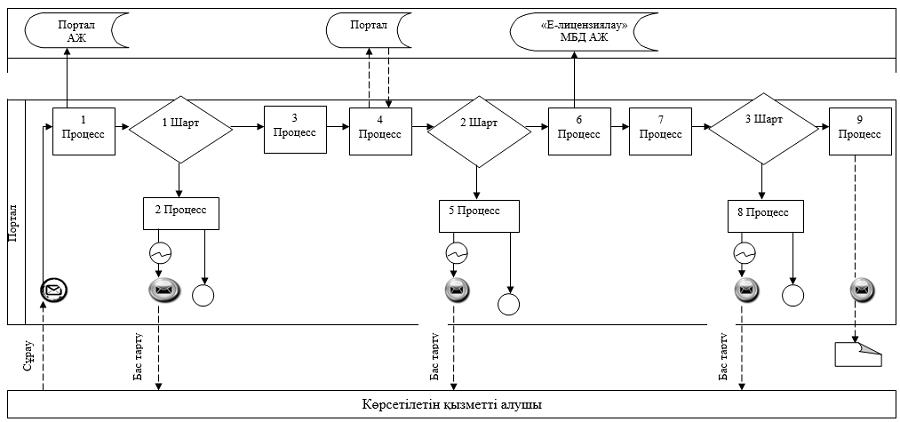 Портал
АЖ
Портал
«Е-лицензиялау»
МБД АЖ
1
Процесс
1 Шарт
3
Процесс
4
Процесс
2 Шарт
6
Процесс
7
Процесс
3 Шарт
9
Процесс
2 Процесс
5 Процесс
8 Процесс
Портал
Сұрау
Бас тарту
Бас тарту
Бас тарту
Көрсетілетін қызметті алушы